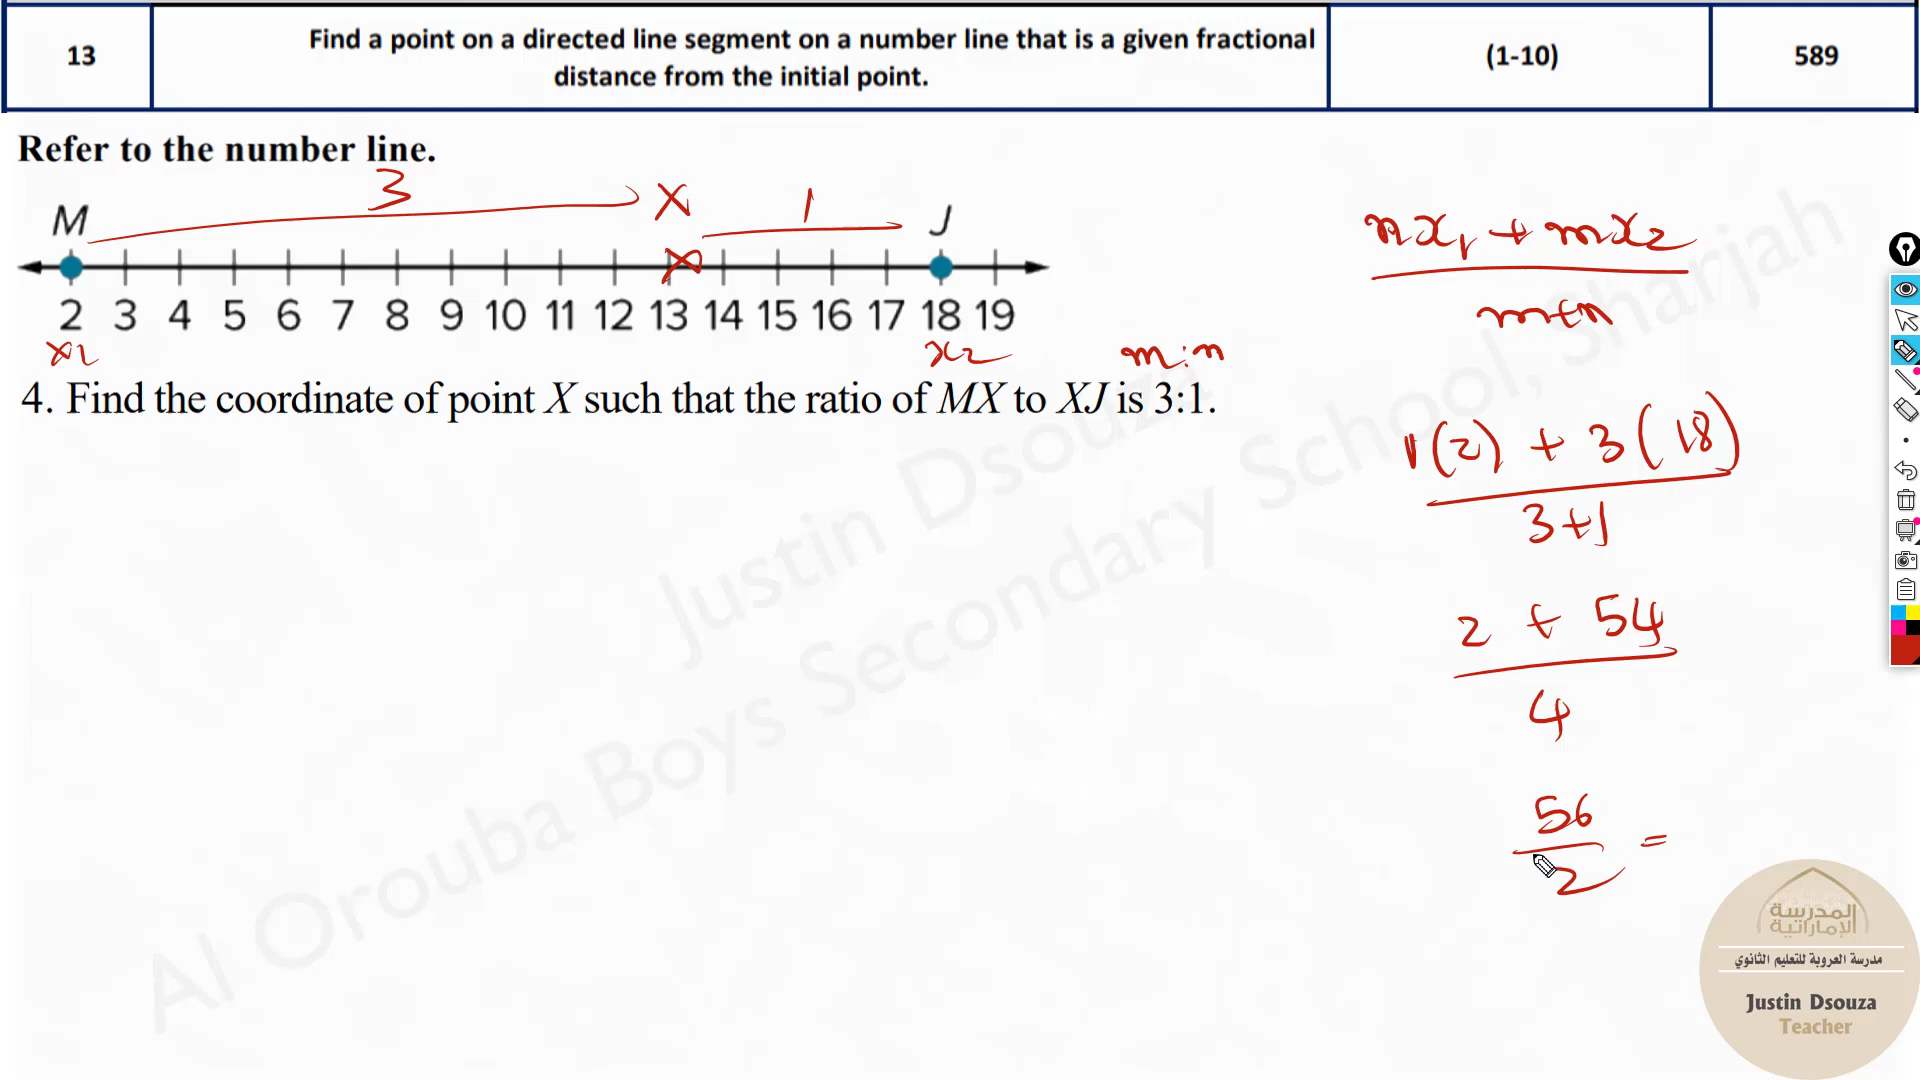 13
Find a point on a directed line segment on a number line that is a given fractional
distance from the initial point.
(1-10)
589
Refer to the number line.
3
X
1
M
J
X
2 3 4 5 6 7 8 9 10 11 12 13 14 15 16 17 18 19
x2
x2
m:n
4. Find the coordinate of point X such that the ratio of MX to XJ is 3:1.
nx1 + mx2
m+n
1(2) + 3(18)
3+1
2 + 54
4
56
2
=
Justin Dsouza
Al Orouba Boys Secondary School, Sharjah
المدرسة
الإماراتية
مدرسة العروبة للتعليم الثانوي
Justin Dsouza
Teacher